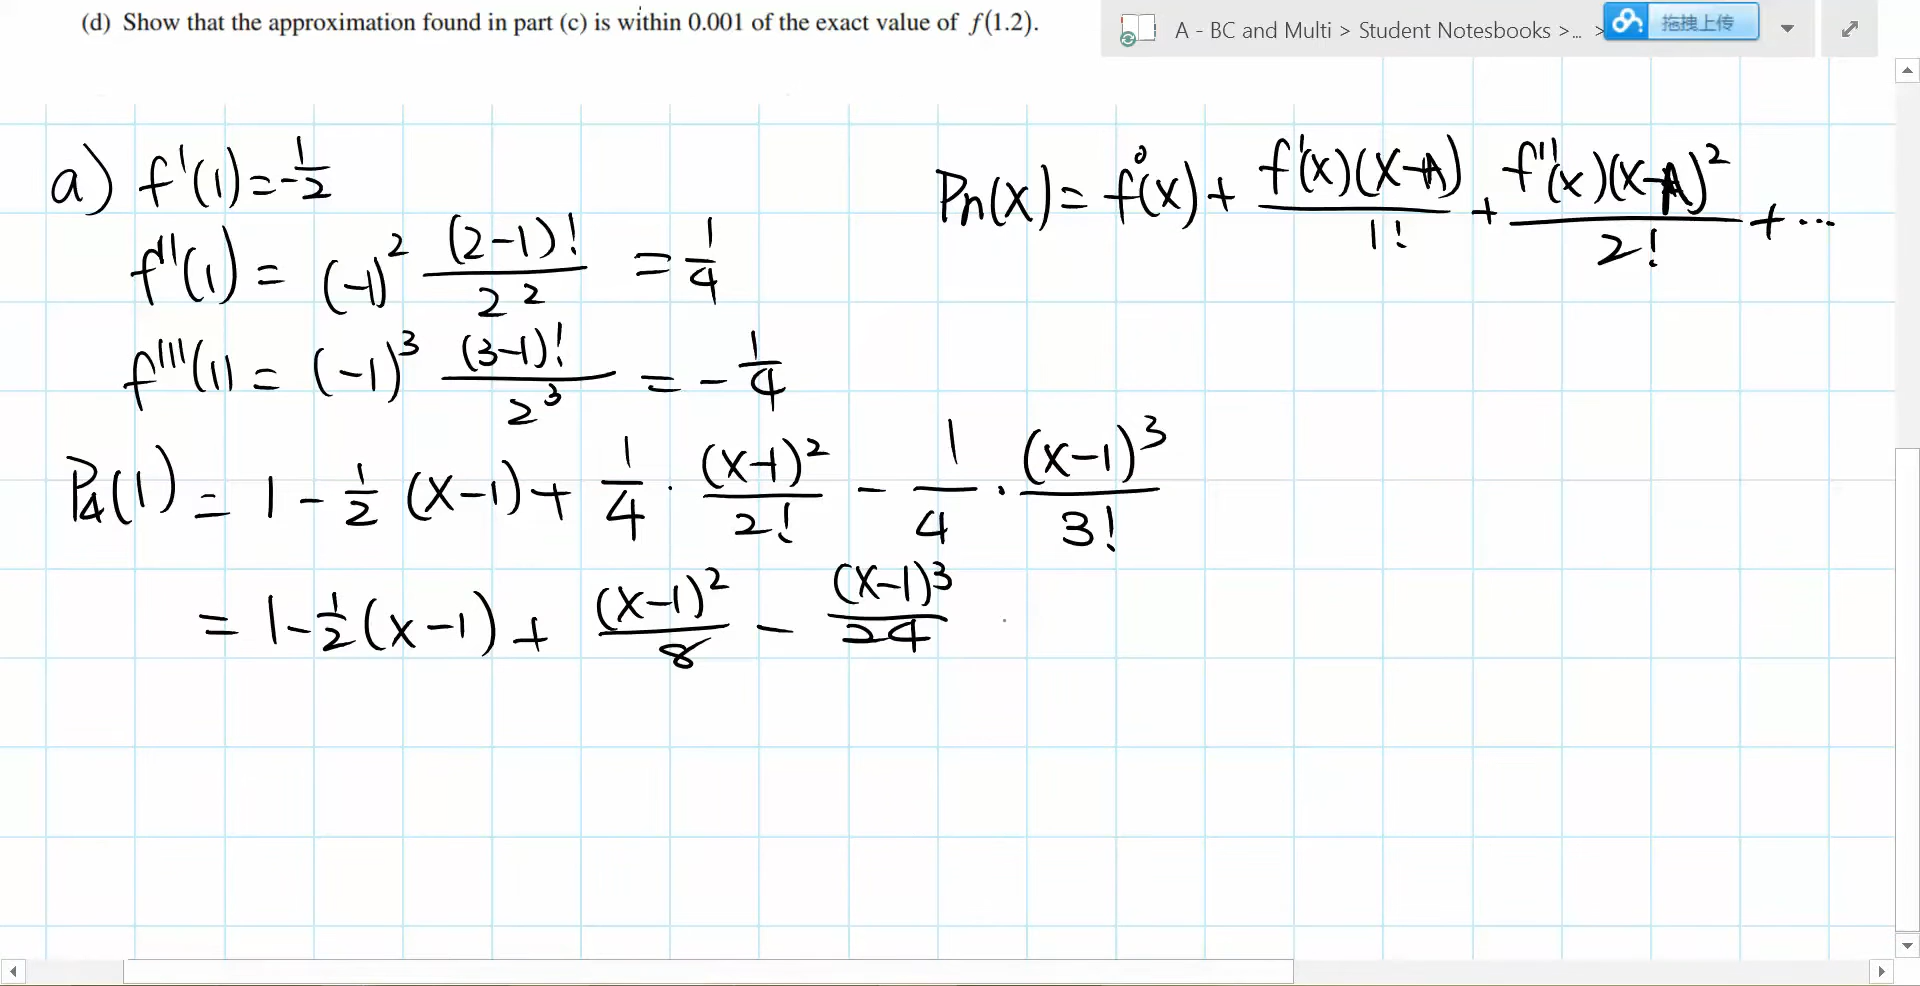 (d) Show that the approximation found in part (c) is within 0.001 of the exact value of f(1.2).
A - BC and Multi > Student Notesbooks >... >
拖拽上传
a) f'(1) = -1/2
Pn(x) = f⁰(x) + f'(x)(x-A)/1! + f''(x)(x-A)²/2! + ...
f''(1) = (-1)² (2-1)!/2² = 1/4
f'''(1) = (-1)³ (3-1)!/2³ = -1/4
P₄(1) = 1 - 1/2 (x-1) + 1/4 · (x-1)²/2! - 1/4 · (x-1)³/3!
= 1 - 1/2 (x-1) + (x-1)²/8 - (x-1)³/24